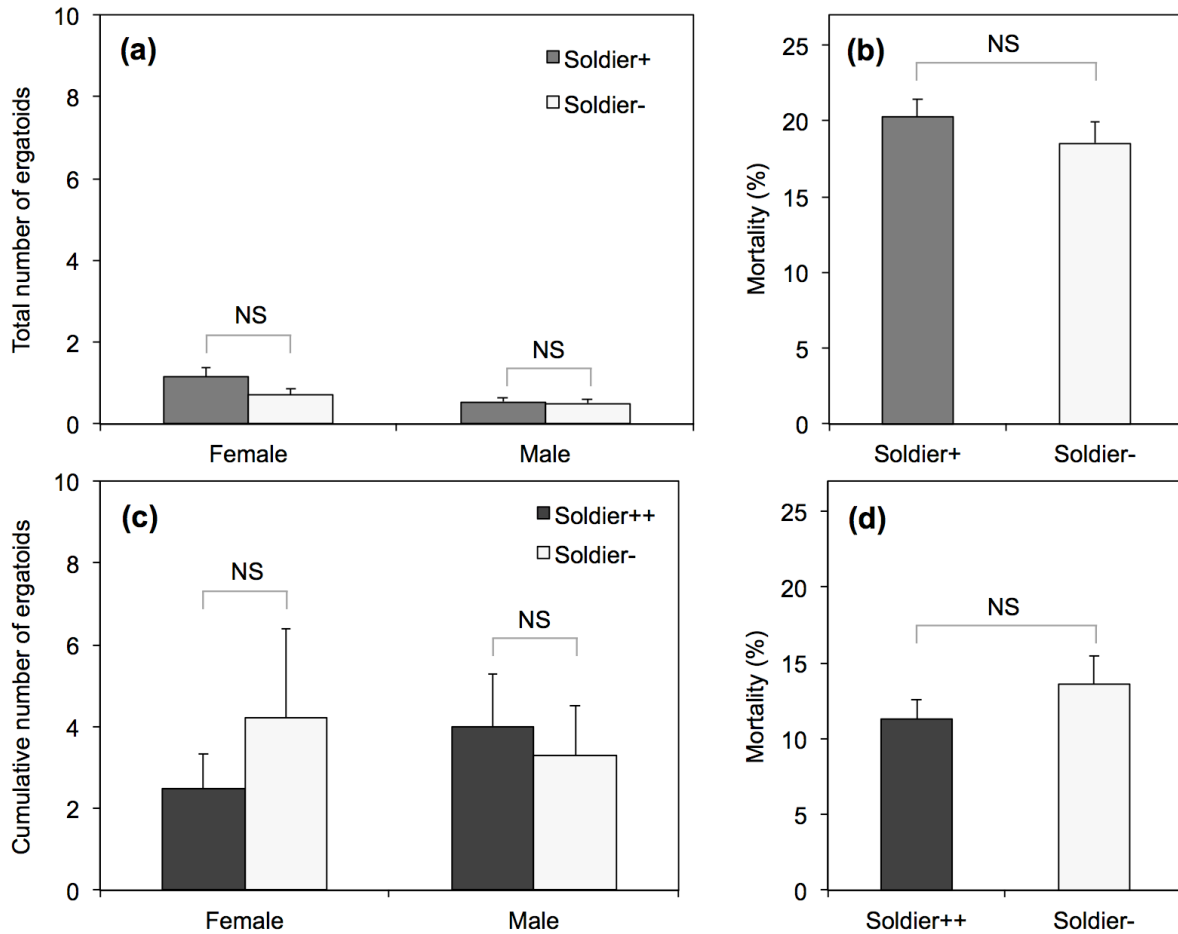 (a)
Total number of ergatoids
10
8
6
4
2
0
Soldier+
Soldier-
NS
NS
Female
Male
(b)
Mortality (%)
25
20
15
10
5
0
NS
Soldier+
Soldier-
(c)
Cumulative number of ergatoids
10
8
6
4
2
0
Soldier++
Soldier-
NS
NS
Female
Male
(d)
Mortality (%)
25
20
15
10
5
0
NS
Soldier++
Soldier-